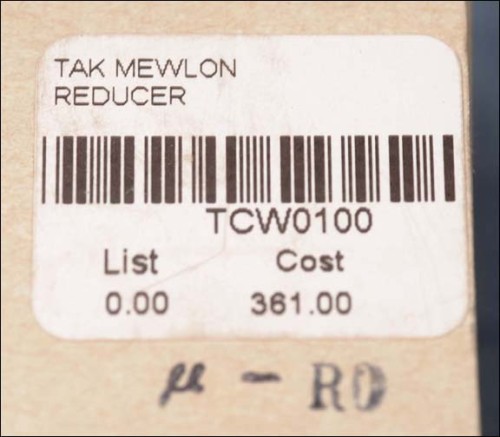 TAK MEWLON
REDUCER
TCW0100
List Cost
0.00 361.00
μ - RD